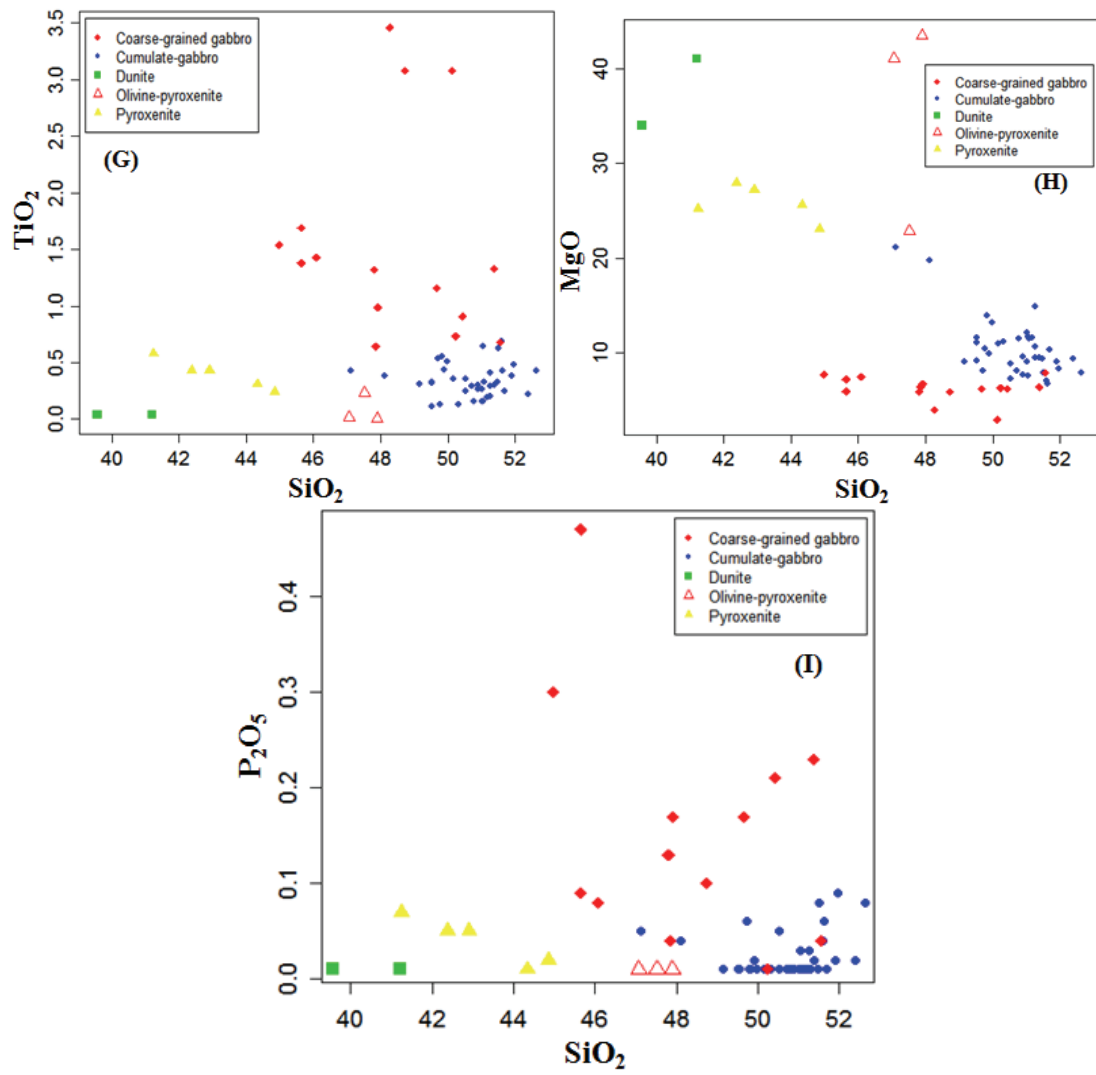 3.5
3.0
2.5
2.0
1.5
1.0
0.5
0.0
TiO2
Coarse-grained gabbro
Cumulate-gabbro
Dunite
Olivine-pyroxenite
Pyroxenite
(G)
40 42 44 46 48 50 52
SiO2
40
30
20
10
MgO
Coarse-grained gabbro
Cumulate-gabbro
Dunite
Olivine-pyroxenite
Pyroxenite
(H)
40 42 44 46 48 50 52
SiO2
0.4
0.3
0.2
0.1
0.0
P2O5
Coarse-grained gabbro
Cumulate-gabbro
Dunite
Olivine-pyroxenite
Pyroxenite
(I)
40 42 44 46 48 50 52
SiO2